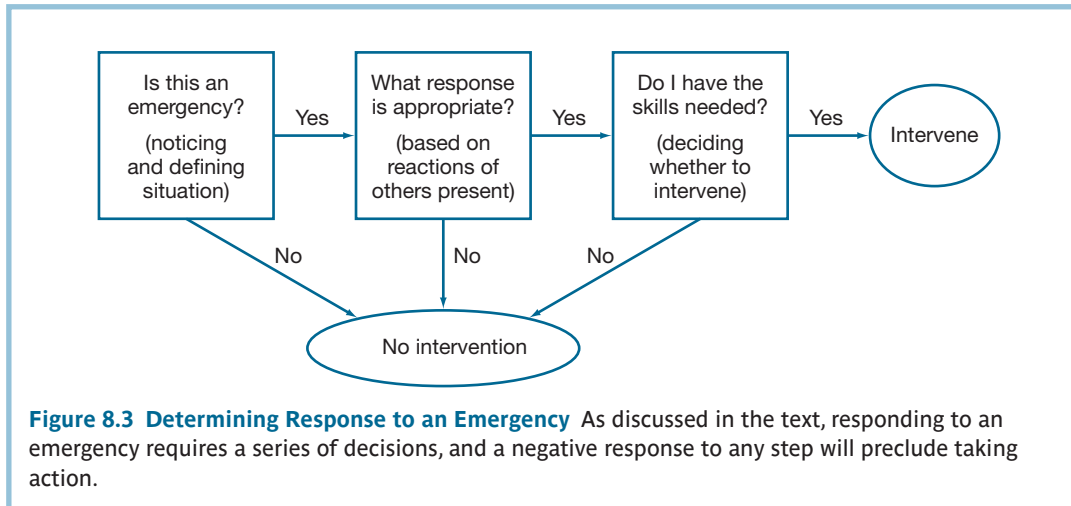 Is this an
emergency?
(noticing
and defining
situation)
Yes
What response
is appropriate?
(based on
reactions of
others present)
Yes
Do I have the
skills needed?
(deciding
whether to
intervene)
Yes
Intervene
No
No
No
No intervention
Figure 8.3 Determining Response to an Emergency As discussed in the text, responding to an
emergency requires a series of decisions, and a negative response to any step will preclude taking
action.